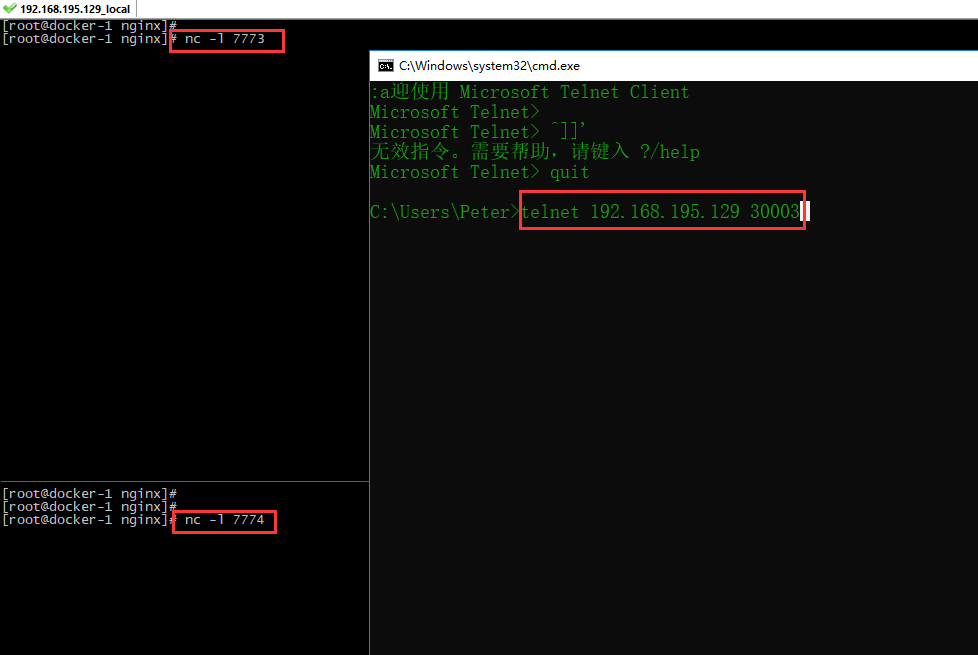 192.168.195.129_local
[root@docker-1 nginx]#
[root@docker-1 nginx]# nc -l 7773
C:\Windows\system32\cmd.exe
:a迎使用 Microsoft Telnet Client
Microsoft Telnet>
Microsoft Telnet> ^]]'
无效指令。需要帮助，请键入 ?/help
Microsoft Telnet> quit
C:\Users\Peter>telnet 192.168.195.129 30003
[root@docker-1 nginx]#
[root@docker-1 nginx]#
[root@docker-1 nginx]# nc -l 7774